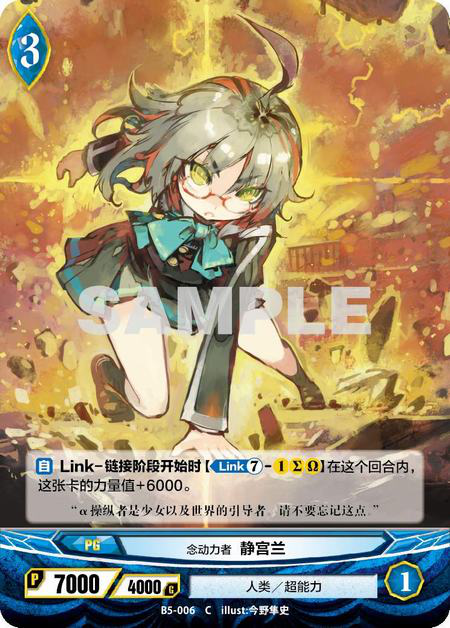 3
SAMPLE
自 Link-链接阶段开始时【Link 7-I Σ Ω】在这个回合内,
这张卡的力量值+6000。
“α操纵者是少女以及世界的引导者。请不要忘记这点。”
PG
念动力者 静宫兰
P 7000 / 4000 G
人类／超能力
1
B5-006 C illust:今野隼史